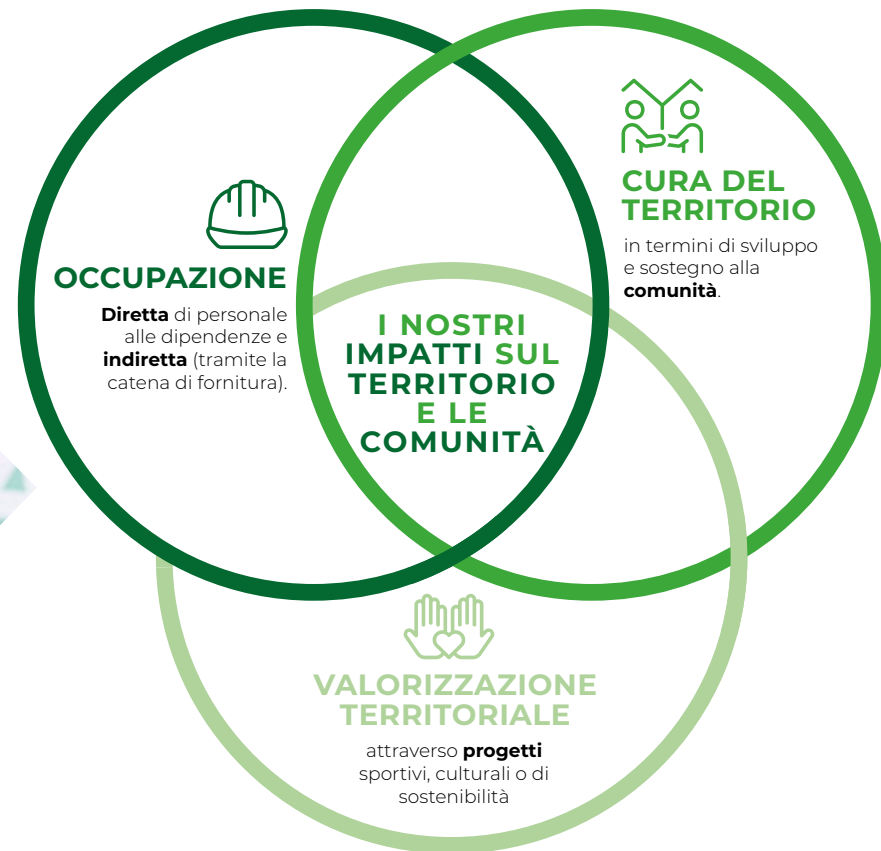 CURA DEL
TERRITORIO
in termini di sviluppo
e sostegno alla
comunità.
OCCUPAZIONE
Diretta di personale
alle dipendenze e
indiretta (tramite la
catena di fornitura).
I NOSTRI
IMPATTI SUL
TERRITORIO
E LE
COMUNITÀ
VALORIZZAZIONE
TERRITORIALE
attraverso progetti
sportivi, culturali o di
sostenibilità